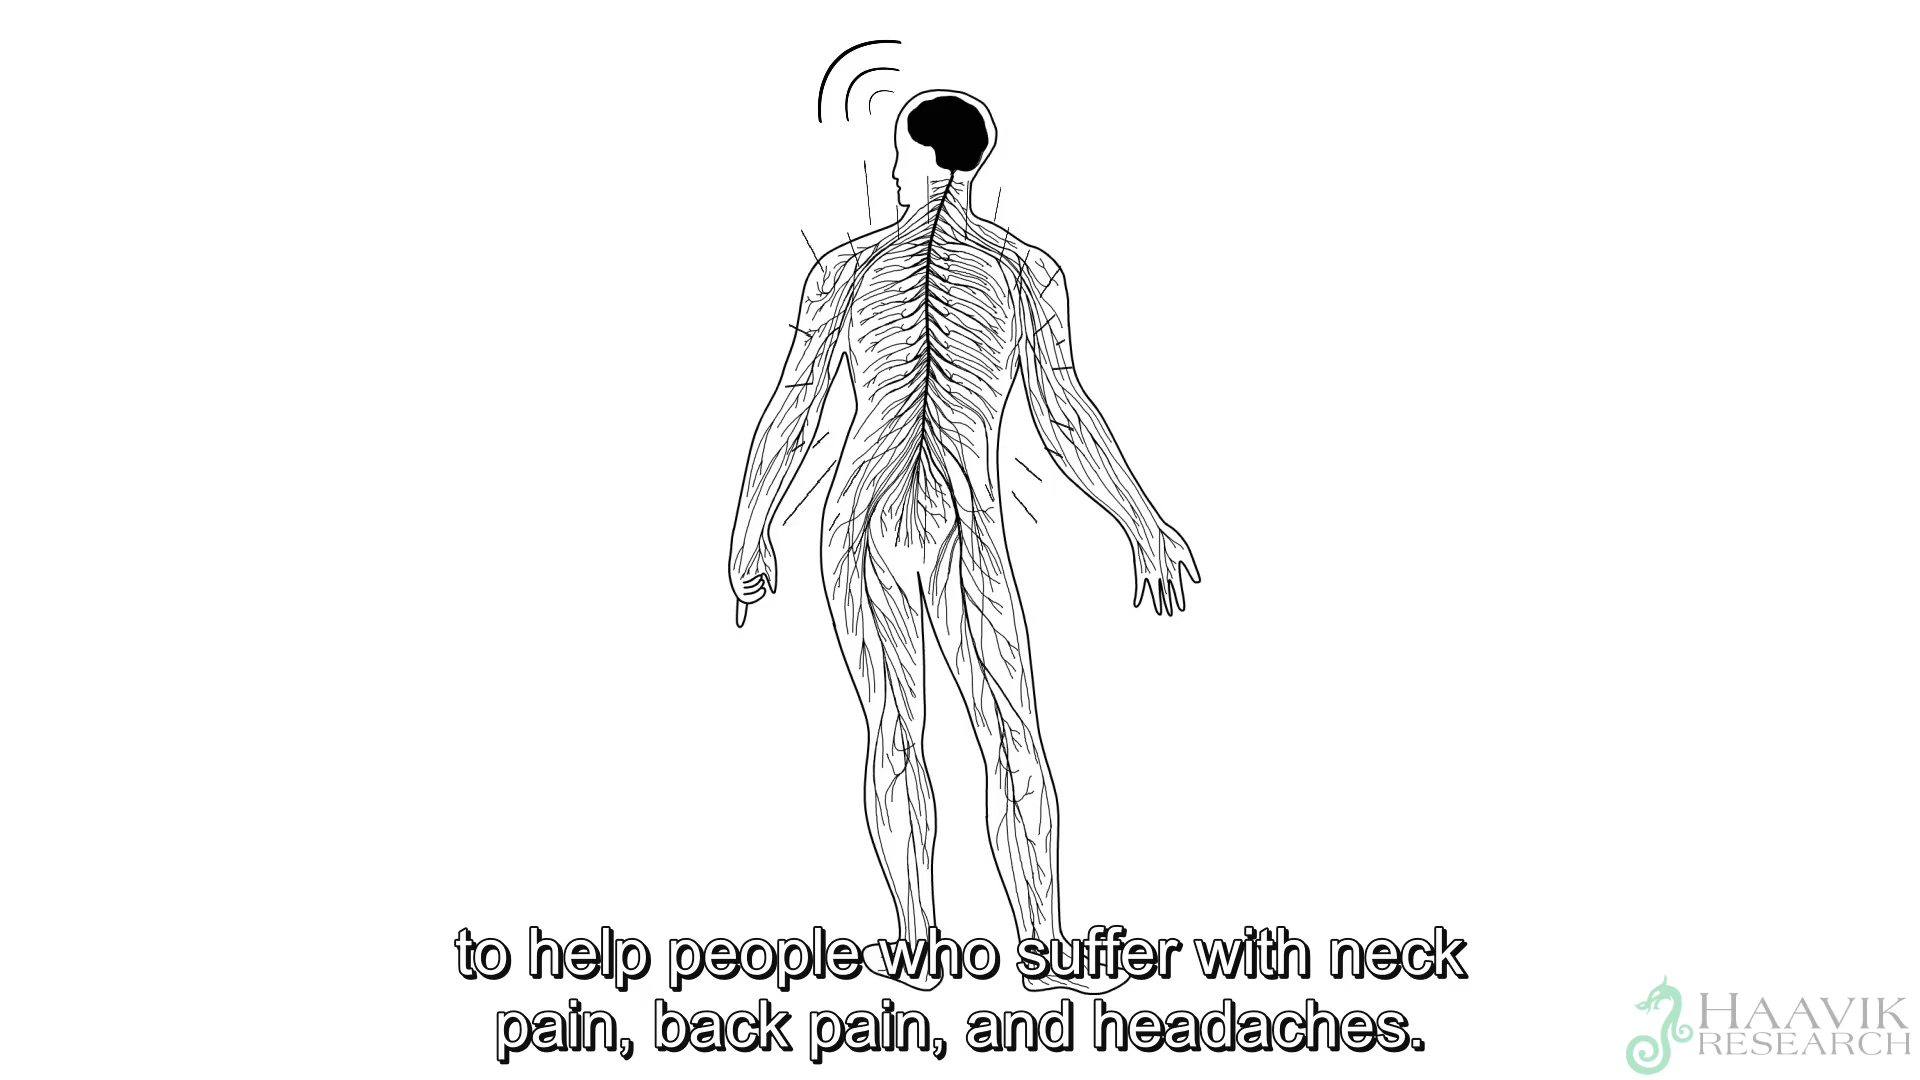 to help people who suffer with neck
pain, back pain, and headaches.
HAAVIK
RESEARCH